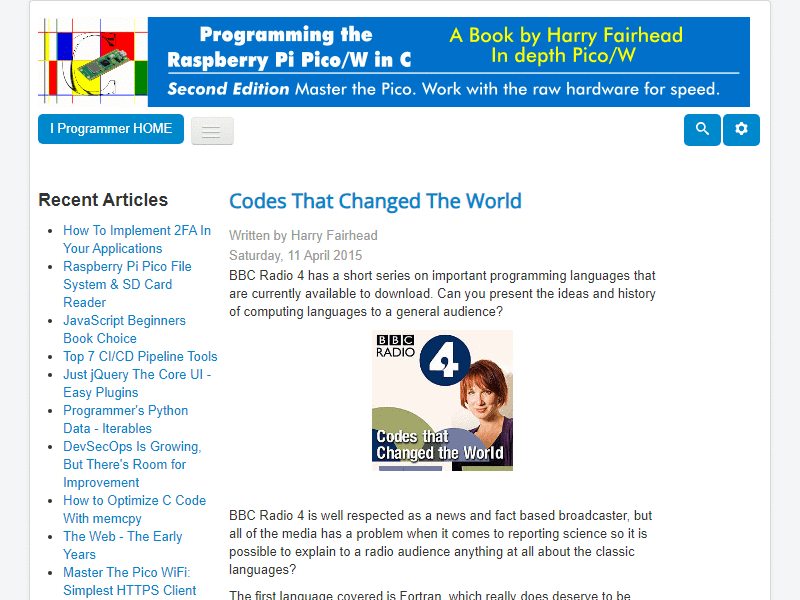 Programming the
Raspberry Pi Pico/W in C
A Book by Harry Fairhead
In depth Pico/W
Second Edition Master the Pico. Work with the raw hardware for speed.
I Programmer HOME
Recent Articles
How To Implement 2FA In
Your Applications
Raspberry Pi Pico File
System & SD Card
Reader
JavaScript Beginners
Book Choice
Top 7 CI/CD Pipeline Tools
Just jQuery The Core UI -
Easy Plugins
Programmer's Python
Data - Iterables
DevSecOps Is Growing,
But There's Room for
Improvement
How to Optimize C Code
With memcpy
The Web - The Early
Years
Master The Pico WiFi:
Simplest HTTPS Client
Codes That Changed The World
Written by Harry Fairhead
Saturday, 11 April 2015
BBC Radio 4 has a short series on important programming languages that
are currently available to download. Can you present the ideas and history
of computing languages to a general audience?
BBC
RADIO
4
Codes that
Changed the World
BBC Radio 4 is well respected as a news and fact based broadcaster, but
all of the media has a problem when it comes to reporting science so it is
possible to explain to a radio audience anything at all about the classic
languages?
The first language covered is Fortran, which really does deserve to be